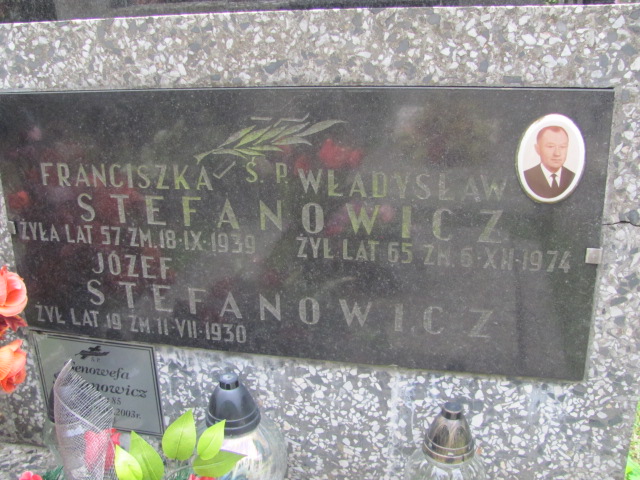 Ś. P.
FRANCISZKA WŁADYSŁAW
STEFANOWICZ
ŻYŁA LAT 57 ZM. 18·IX·1939 ŻYŁ LAT 65 ZM 6·XII·1974
JÓZEF
STEFANOWICZ
ŻYŁ LAT 19 ZM 11-VII-1930
2003r.